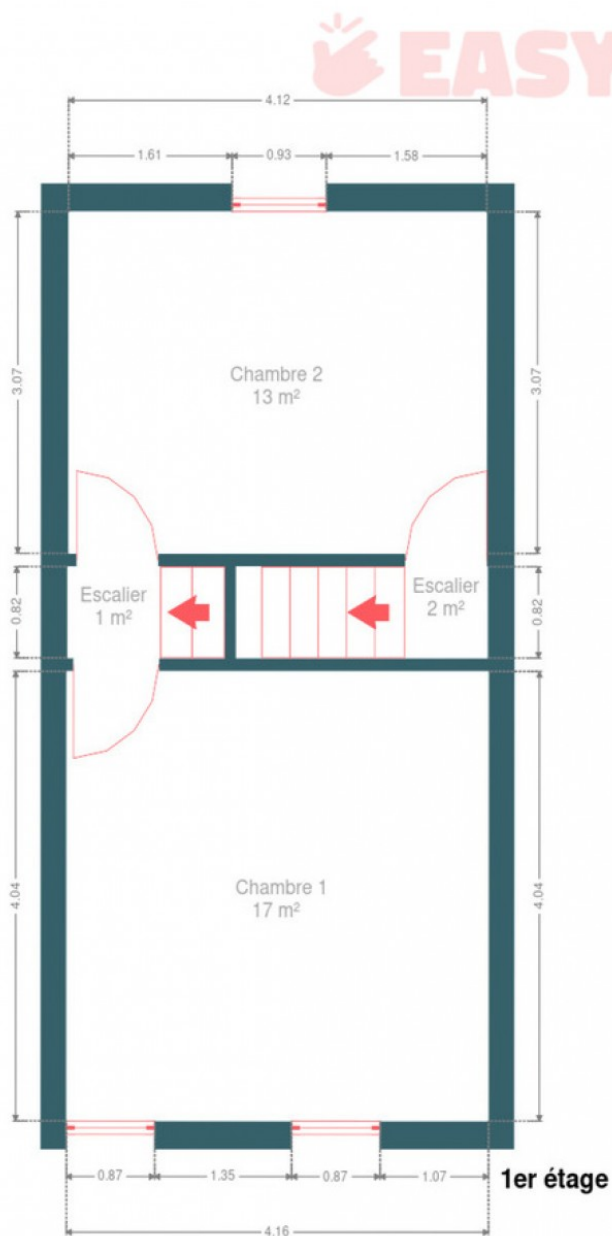 EASY
4.12
1.61
0.93
1.58
3.07
3.07
Chambre 2
13 m²
Escalier
1 m²
Escalier
2 m²
0.82
0.82
Chambre 1
17 m²
4.04
4.04
0.87
1.35
0.87
1.07
1er étage
4.16